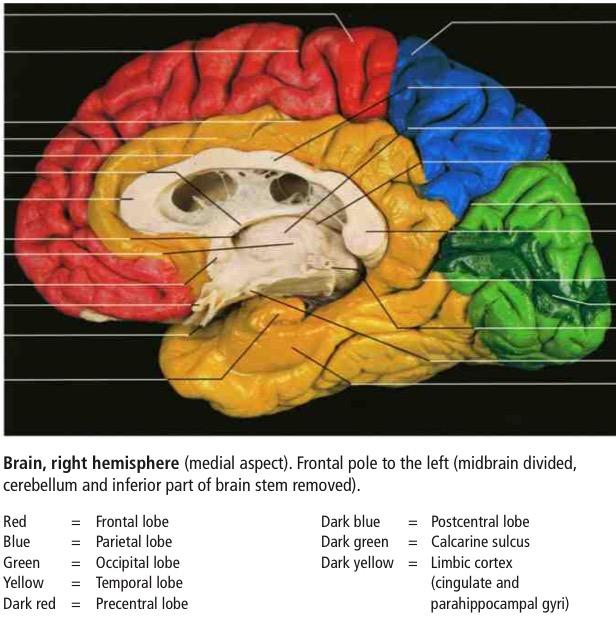 Brain, right hemisphere (medial aspect). Frontal pole to the left (midbrain divided,
cerebellum and inferior part of brain stem removed).
Red = Frontal lobe
Blue = Parietal lobe
Green = Occipital lobe
Yellow = Temporal lobe
Dark red = Precentral lobe
Dark blue = Postcentral lobe
Dark green = Calcarine sulcus
Dark yellow = Limbic cortex
(cingulate and
parahippocampal gyri)